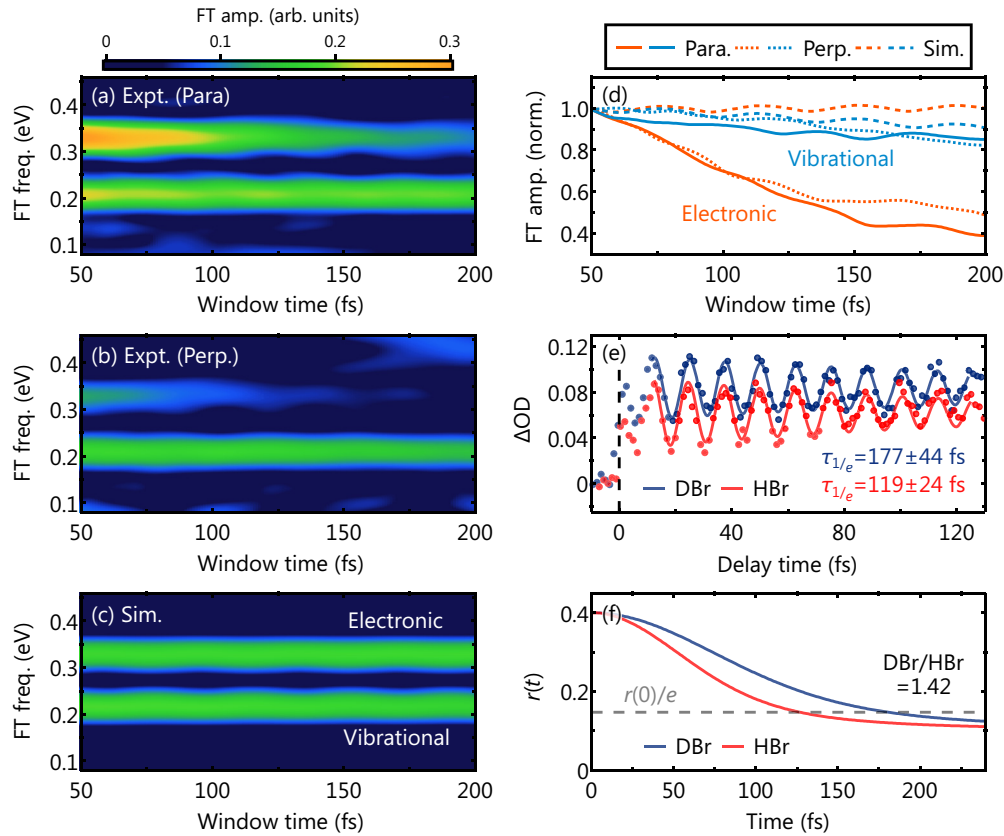 FT amp. (arb. units)
0 0.1 0.2 0.3
(a) Expt. (Para)
FT freq. (eV)
0.4
0.3
0.2
0.1
50 100 150 200
Window time (fs)
(b) Expt. (Perp.)
FT freq. (eV)
0.4
0.3
0.2
0.1
50 100 150 200
Window time (fs)
(c) Sim.
Electronic
Vibrational
FT freq. (eV)
0.4
0.3
0.2
0.1
50 100 150 200
Window time (fs)
Para. Perp. Sim.
(d)
Vibrational
Electronic
FT amp. (norm.)
1.0
0.8
0.6
0.4
50 100 150 200
Window time (fs)
(e)
ΔOD
0.12
0.08
0.04
0
τ1/e=177±44 fs
DBr HBr τ1/e=119±24 fs
0 40 80 120
Delay time (fs)
(f)
r(t)
0.4
0.2
0
DBr/HBr
=1.42
r(0)/e
DBr HBr
0 50 100 150 200
Time (fs)